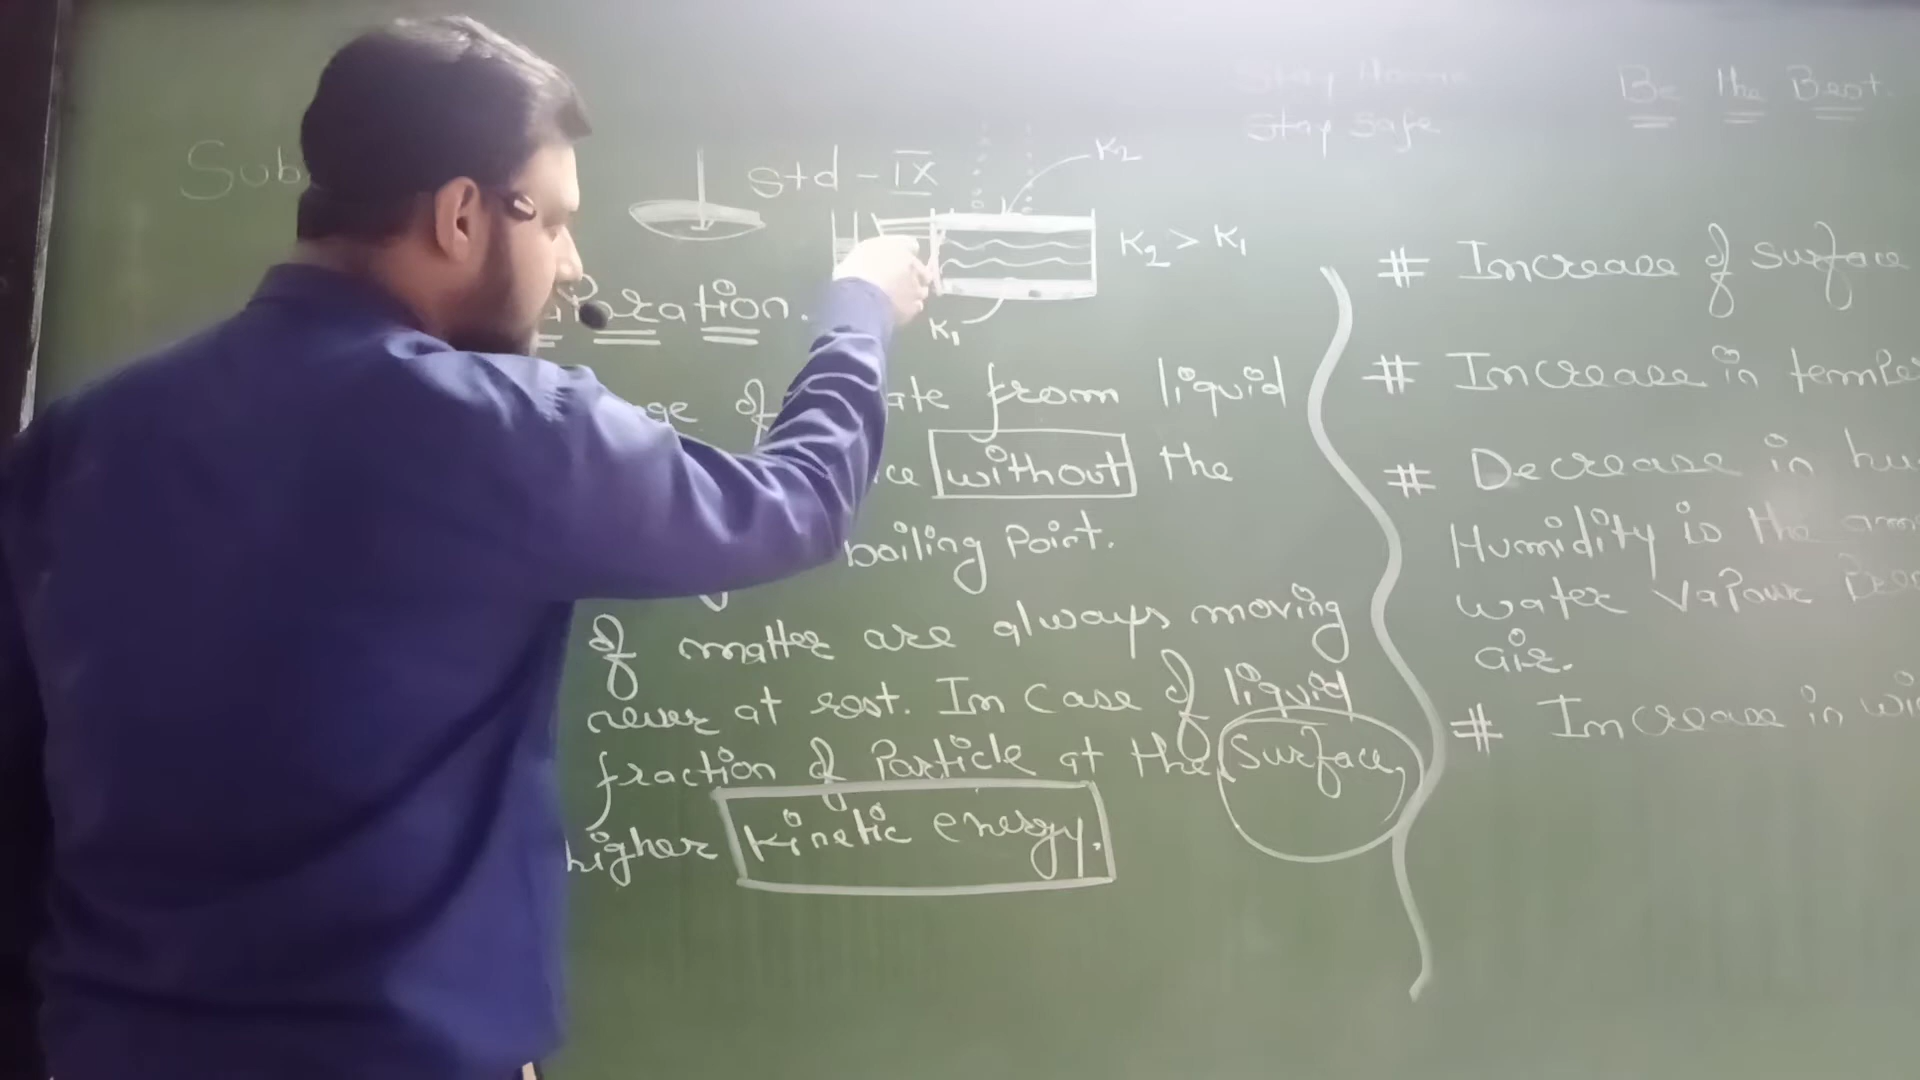 Stay Home
Stay Safe
Be the Best.
Sub
Std - IX
K2
K2 > K1
K1
poration.
ge of ate from liquid
ce without the
boiling Point.
of matter are always moving
never at rest. In Case of liquid
fraction of Particle at the Surface,
higher Kinetic energy.
# Increase of Surface
# Increase in temper
# Decrease in hu
Humidity is the am
water Vapour Pre
air.
# Increase in wi